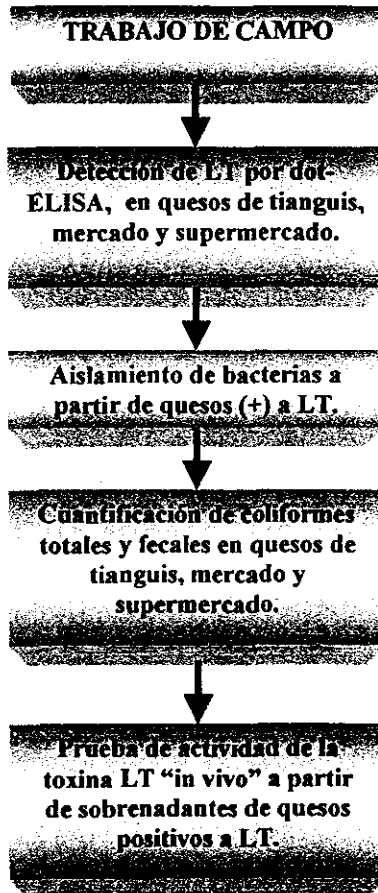 TRABAJO DE CAMPO
Detección de LT por dot-
ELISA, en quesos de tianguis,
mercado y supermercado.
Aislamiento de bacterias a
partir de quesos (+) a LT.
Cuantificación de coliformes
totales y fecales en quesos de
tianguis, mercado y
supermercado.
Prueba de actividad de la
toxina LT "in vivo" a partir
de sobrenadantes de quesos
positivos a LT.